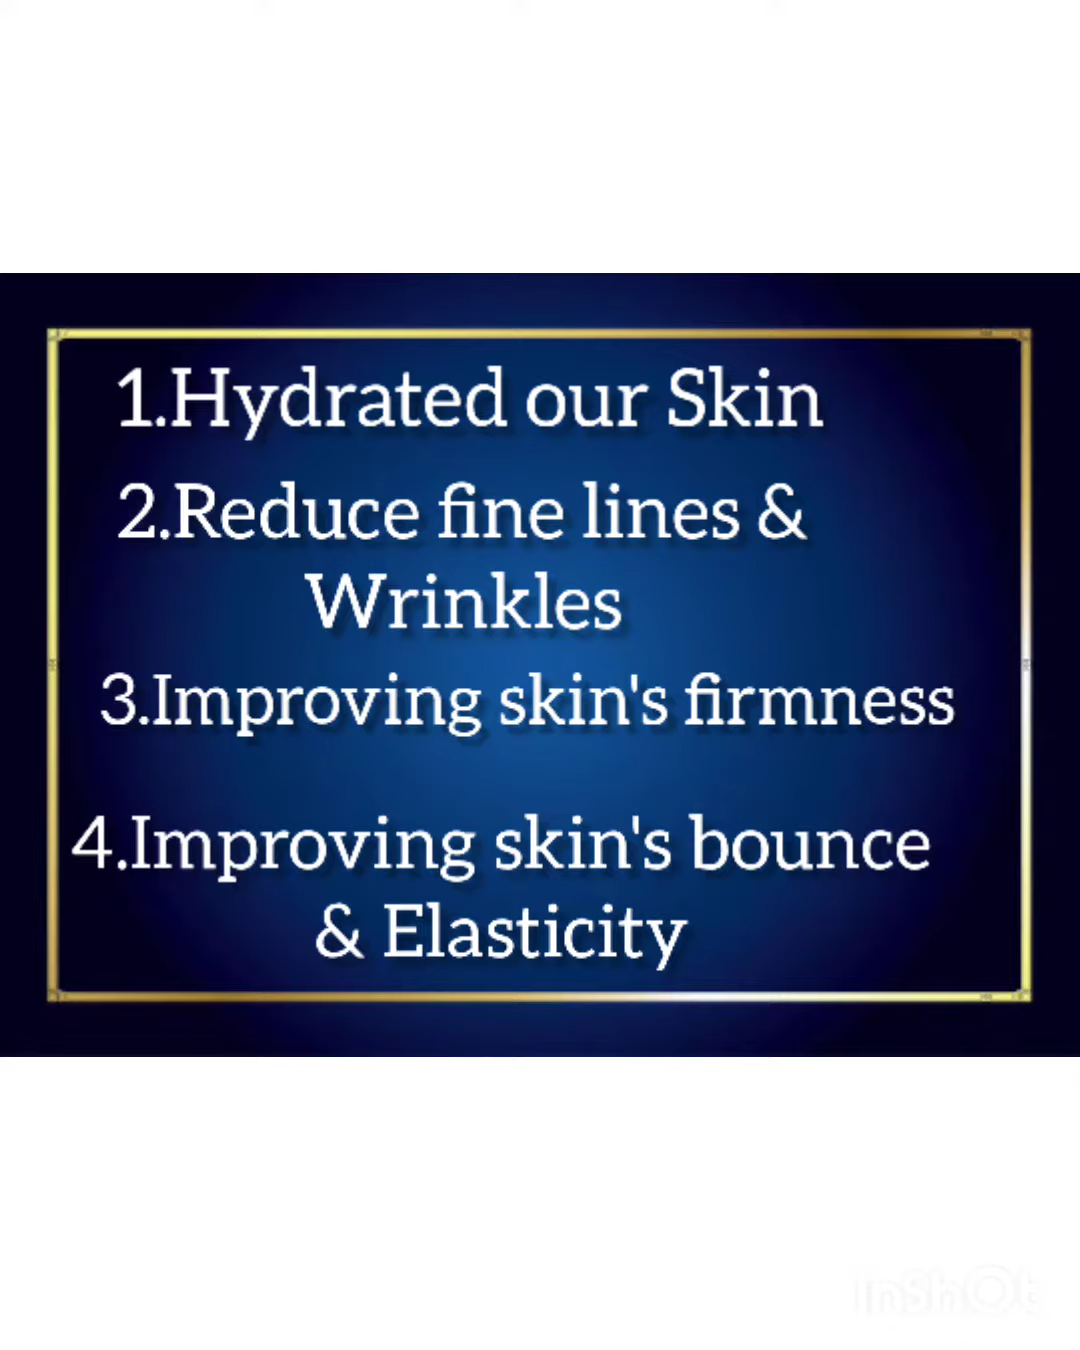 1.Hydrated our Skin
2.Reduce fine lines &
Wrinkles
3.Improving skin's firmness
4.Improving skin's bounce
& Elasticity
InShOt